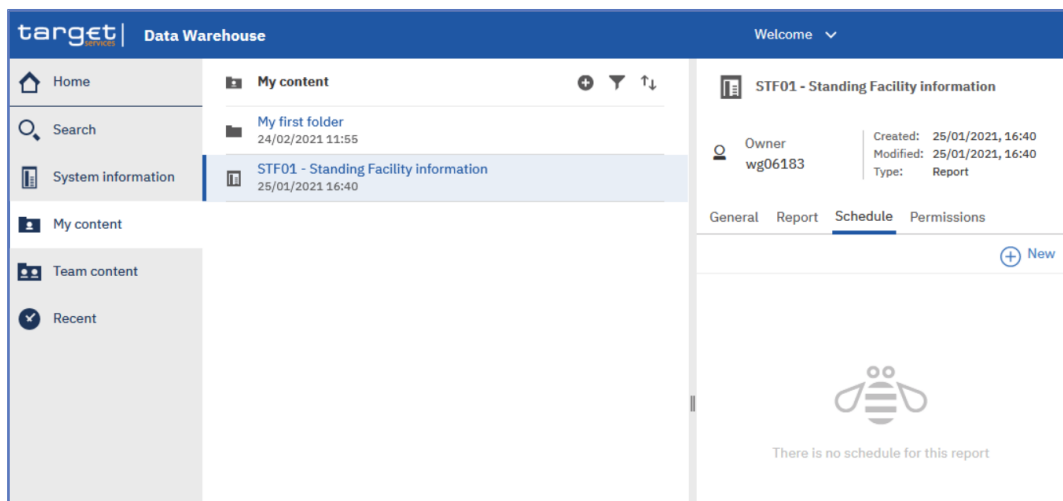 target services | Data Warehouse
Welcome
Home
Search
System information
My content
Team content
Recent
My content
My first folder
24/02/2021 11:55
STF01 - Standing Facility information
25/01/2021 16:40
STF01 - Standing Facility information
Owner
wg06183
Created: 25/01/2021, 16:40
Modified: 25/01/2021, 16:40
Type: Report
General Report Schedule Permissions
New
There is no schedule for this report